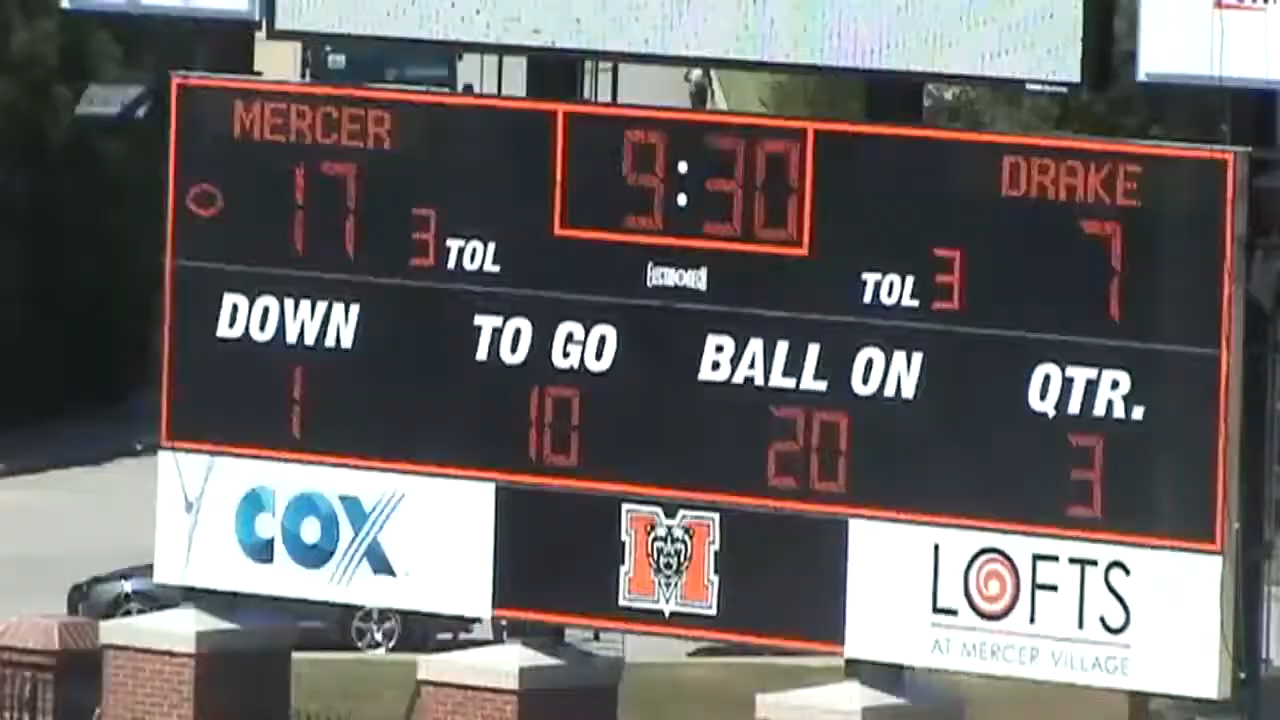 MERCER
9:30
DRAKE
17
3 TOL
TOL 3
7
DOWN
TO GO
BALL ON
QTR.
1
10
20
3
COX
M
LOFTS
AT MERCER VILLAGE